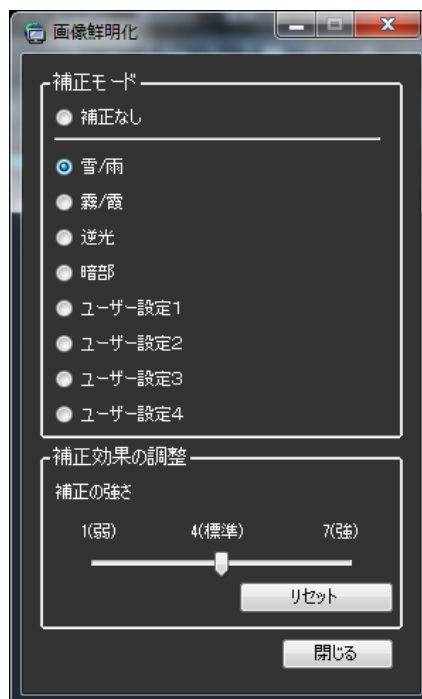 画像鮮明化
補正モード
補正なし
雪/雨
霧/霞
逆光
暗部
ユーザー設定1
ユーザー設定2
ユーザー設定3
ユーザー設定4
補正効果の調整
補正の強さ
1(弱) 4(標準) 7(強)
リセット
閉じる